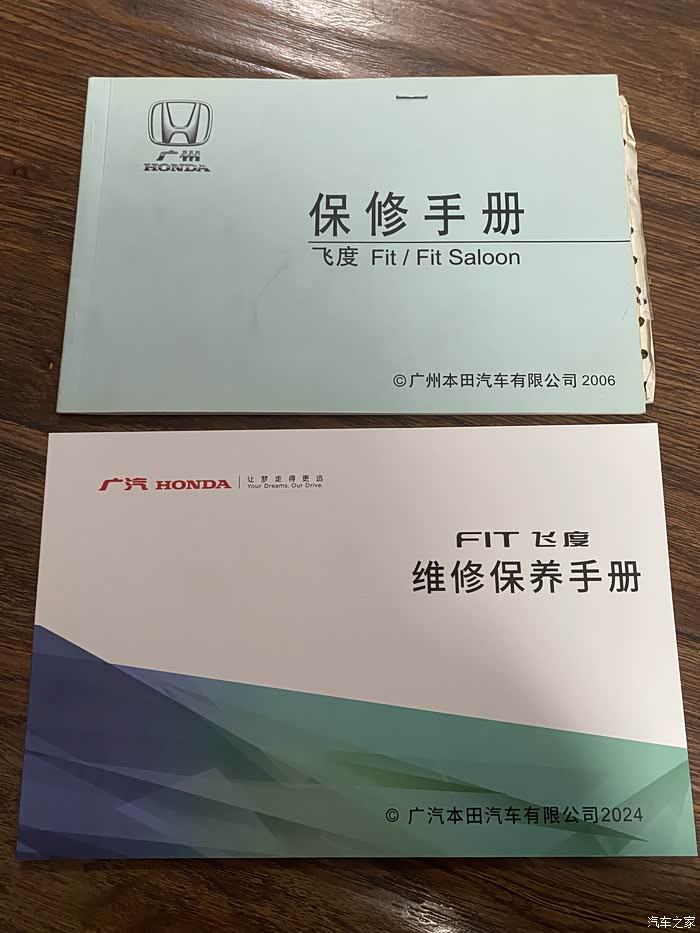 广州
HONDA
保修手册
飞度 Fit / Fit Saloon
©广州本田汽车有限公司 2006
广汽 HONDA
让梦走得更远
Your Dreams. Our Drive.
FIT 飞度
维修保养手册
© 广汽本田汽车有限公司2024
汽车之家